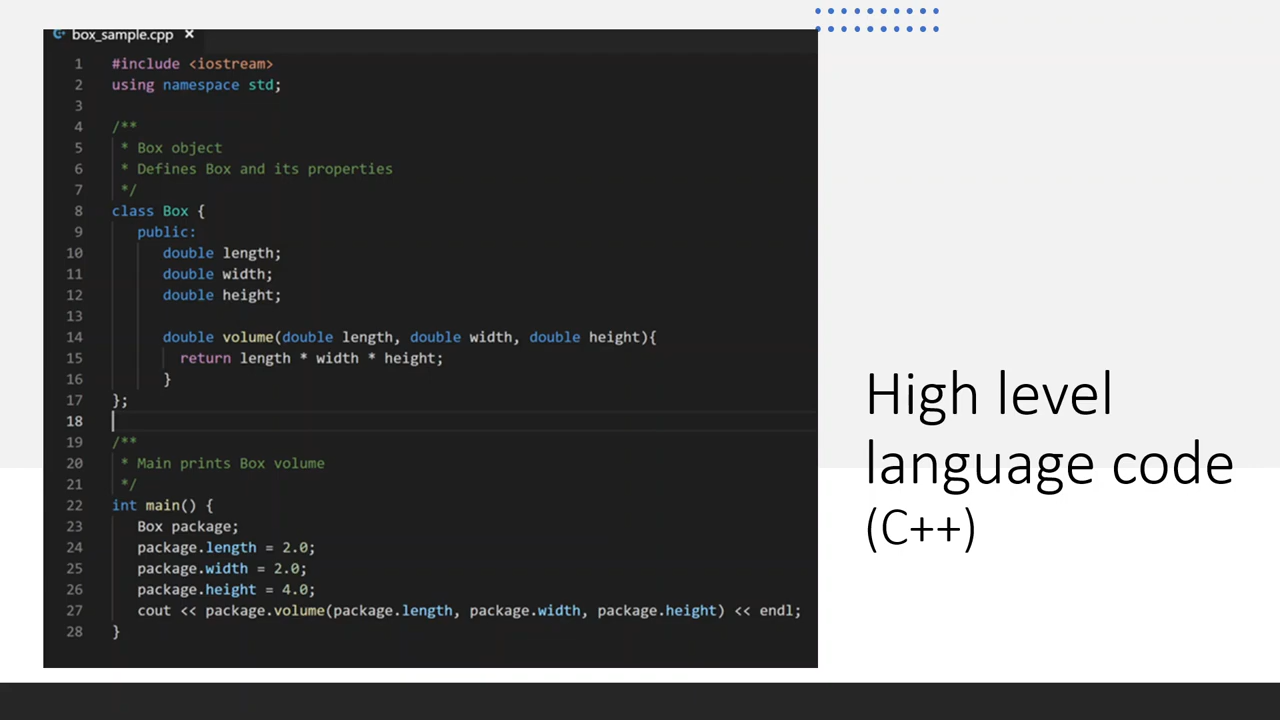 box_sample.cpp ×
1 #include <iostream>
2 using namespace std;
3
4 /**
5 * Box object
6 * Defines Box and its properties
7 */
8 class Box {
9 public:
10 double length;
11 double width;
12 double height;
13
14 double volume(double length, double width, double height){
15 return length * width * height;
16 }
17 };
18
19 /**
20 * Main prints Box volume
21 */
22 int main() {
23 Box package;
24 package.length = 2.0;
25 package.width = 2.0;
26 package.height = 4.0;
27 cout << package.volume(package.length, package.width, package.height) << endl;
28 }
High level
language code
(C++)